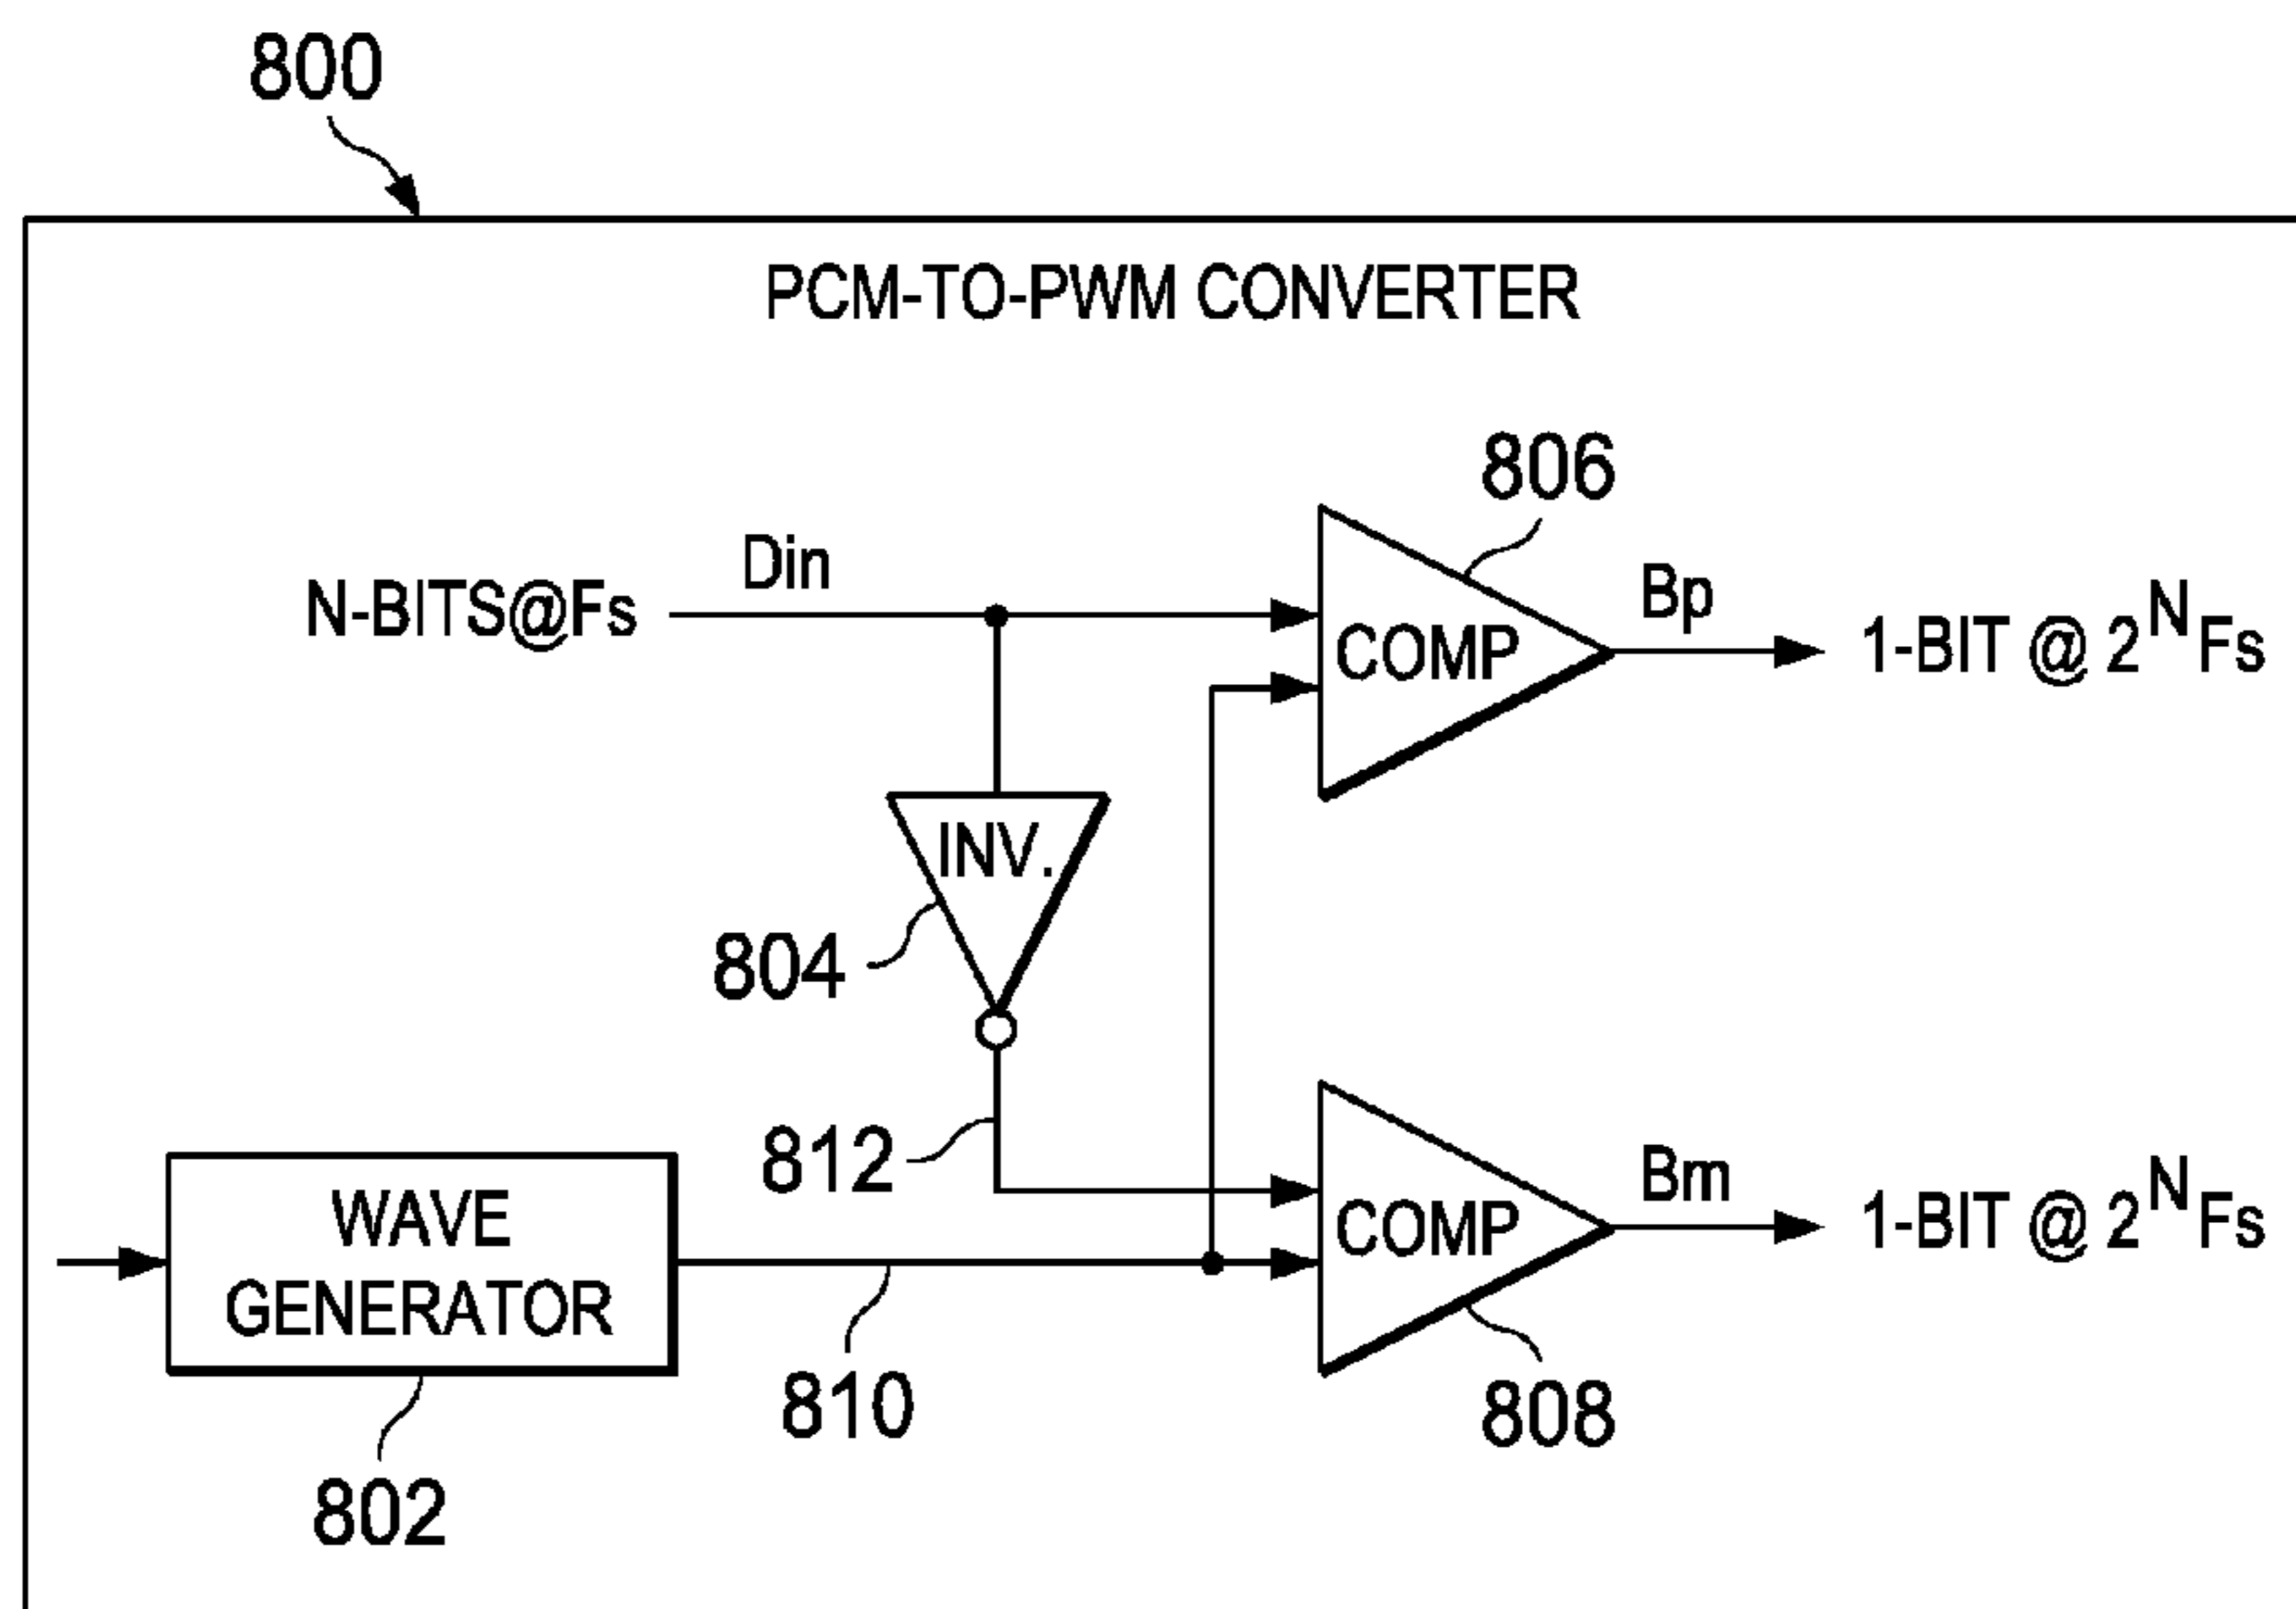 800
PCM-TO-PWM CONVERTER
806
Din
N-BITS@Fs
COMP
Bp
1-BIT @ 2^N Fs
INV.
804
812
WAVE
GENERATOR
COMP
Bm
1-BIT @ 2^N Fs
810
808
802